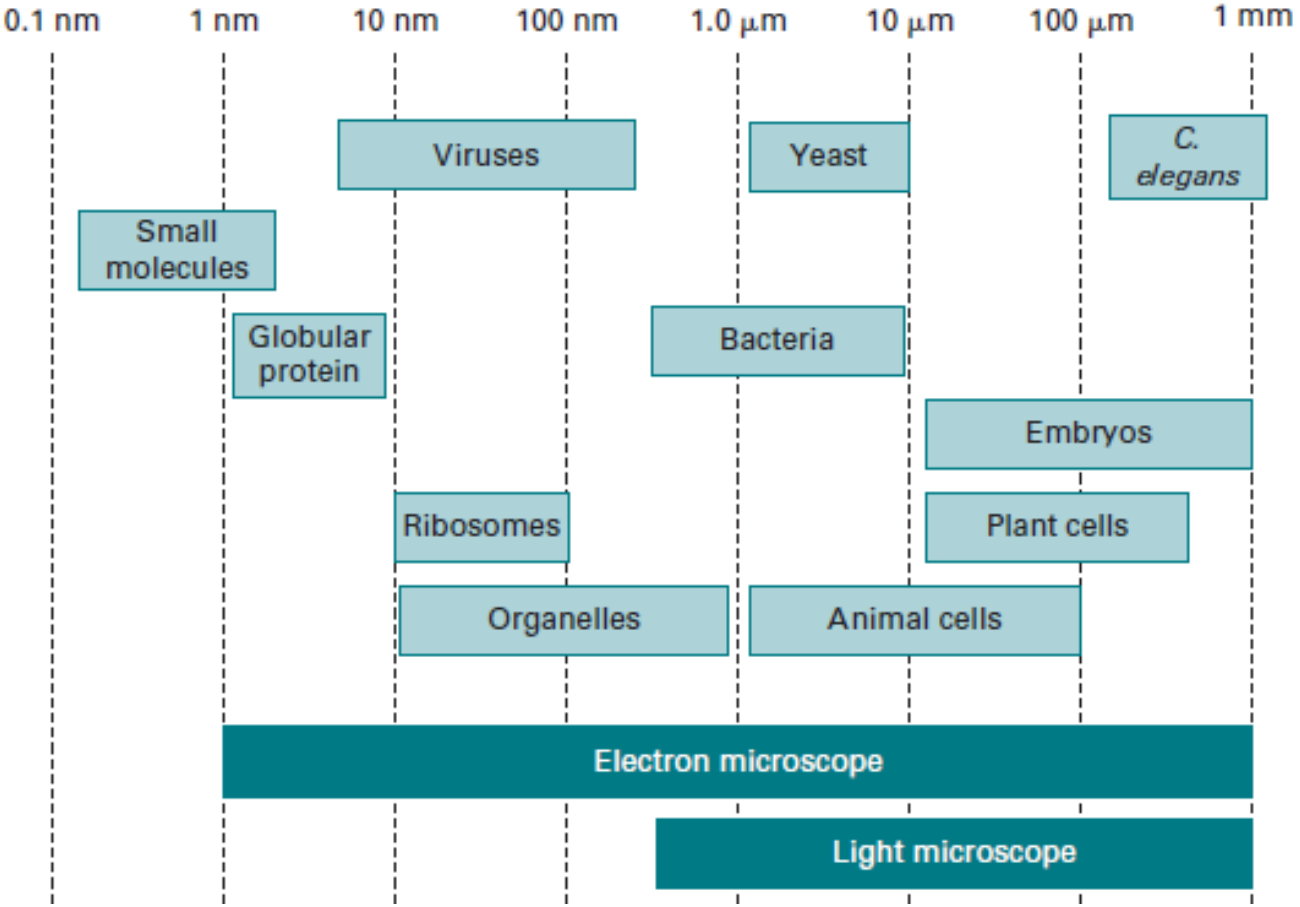 0.1 nm 1 nm 10 nm 100 nm 1.0 μm 10 μm 100 μm 1 mm
Viruses Yeast C.
elegans
Small
molecules
Globular
protein
Bacteria
Embryos
Ribosomes Plant cells
Organelles Animal cells
Electron microscope
Light microscope